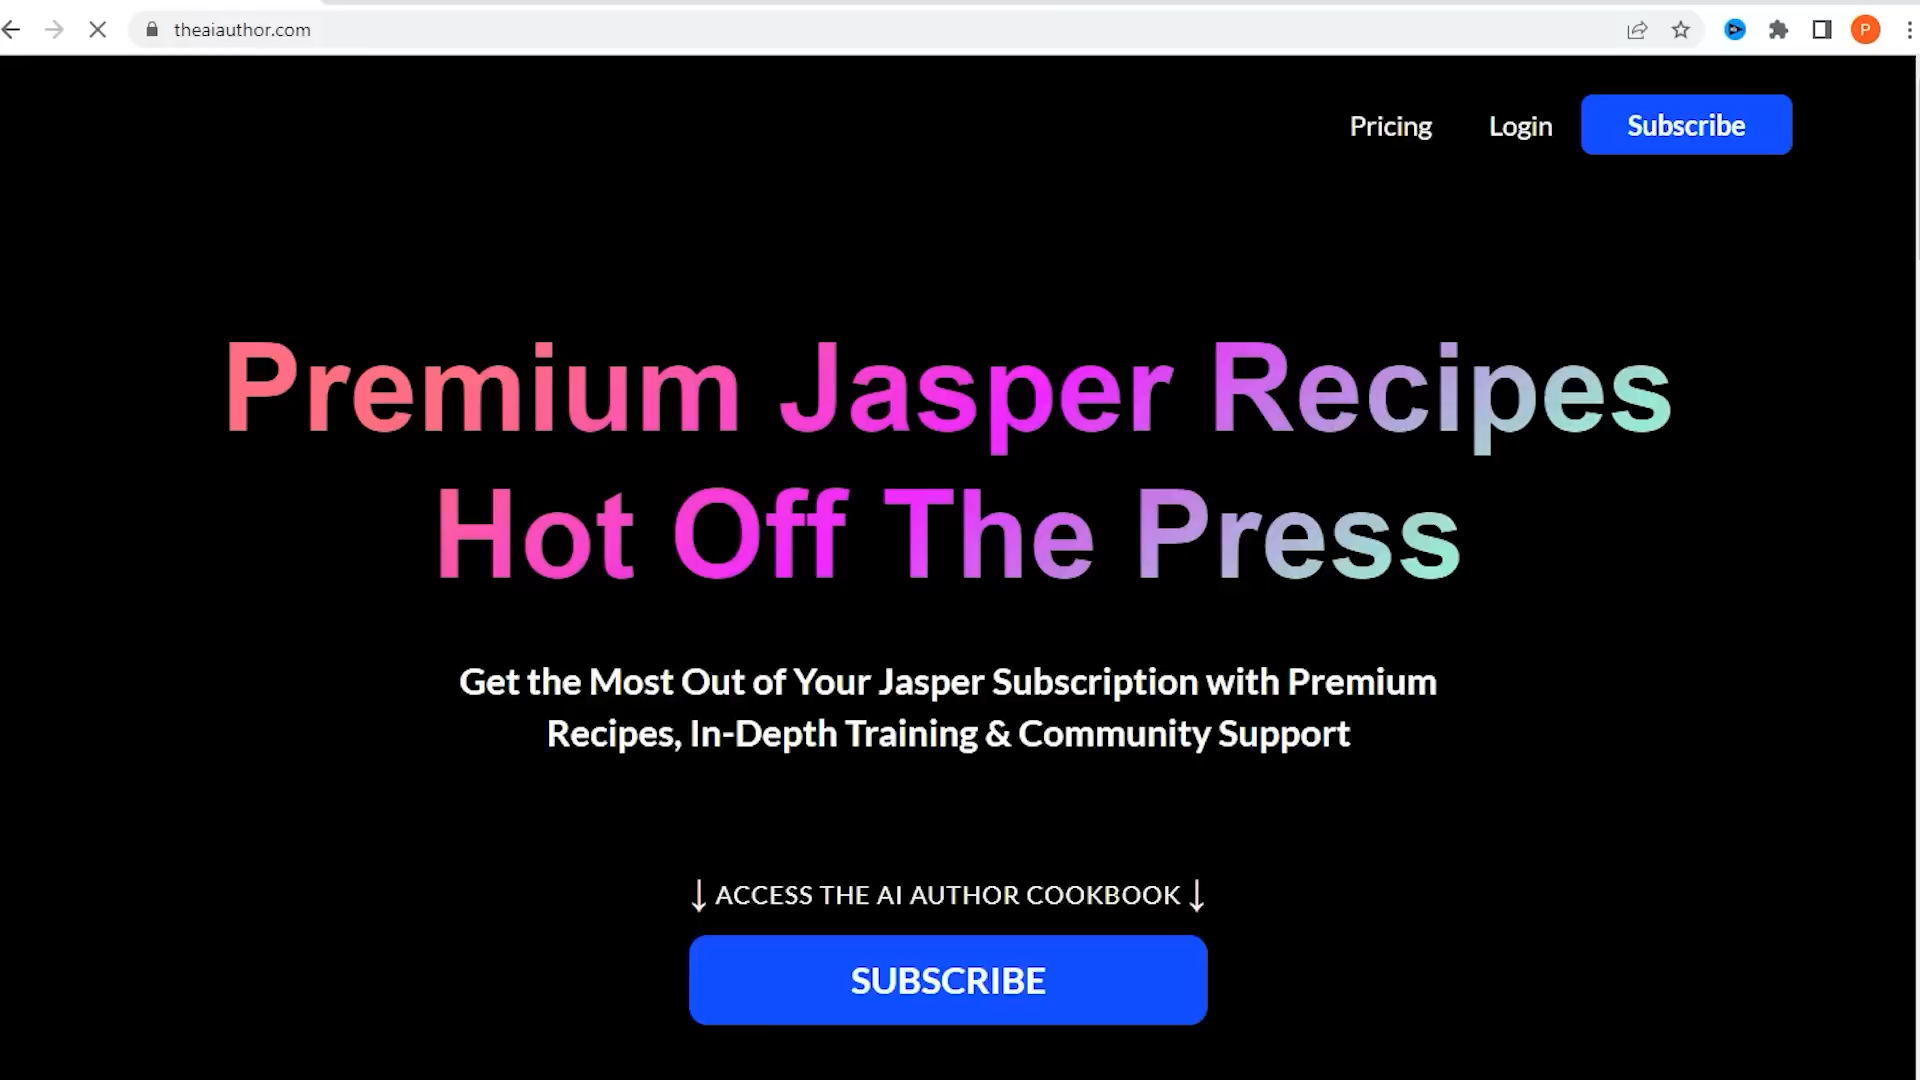 theaiauthor.com
P
Pricing
Login
Subscribe
Premium Jasper Recipes
Hot Off The Press
Get the Most Out of Your Jasper Subscription with Premium
Recipes, In-Depth Training & Community Support
↓ ACCESS THE AI AUTHOR COOKBOOK ↓
SUBSCRIBE